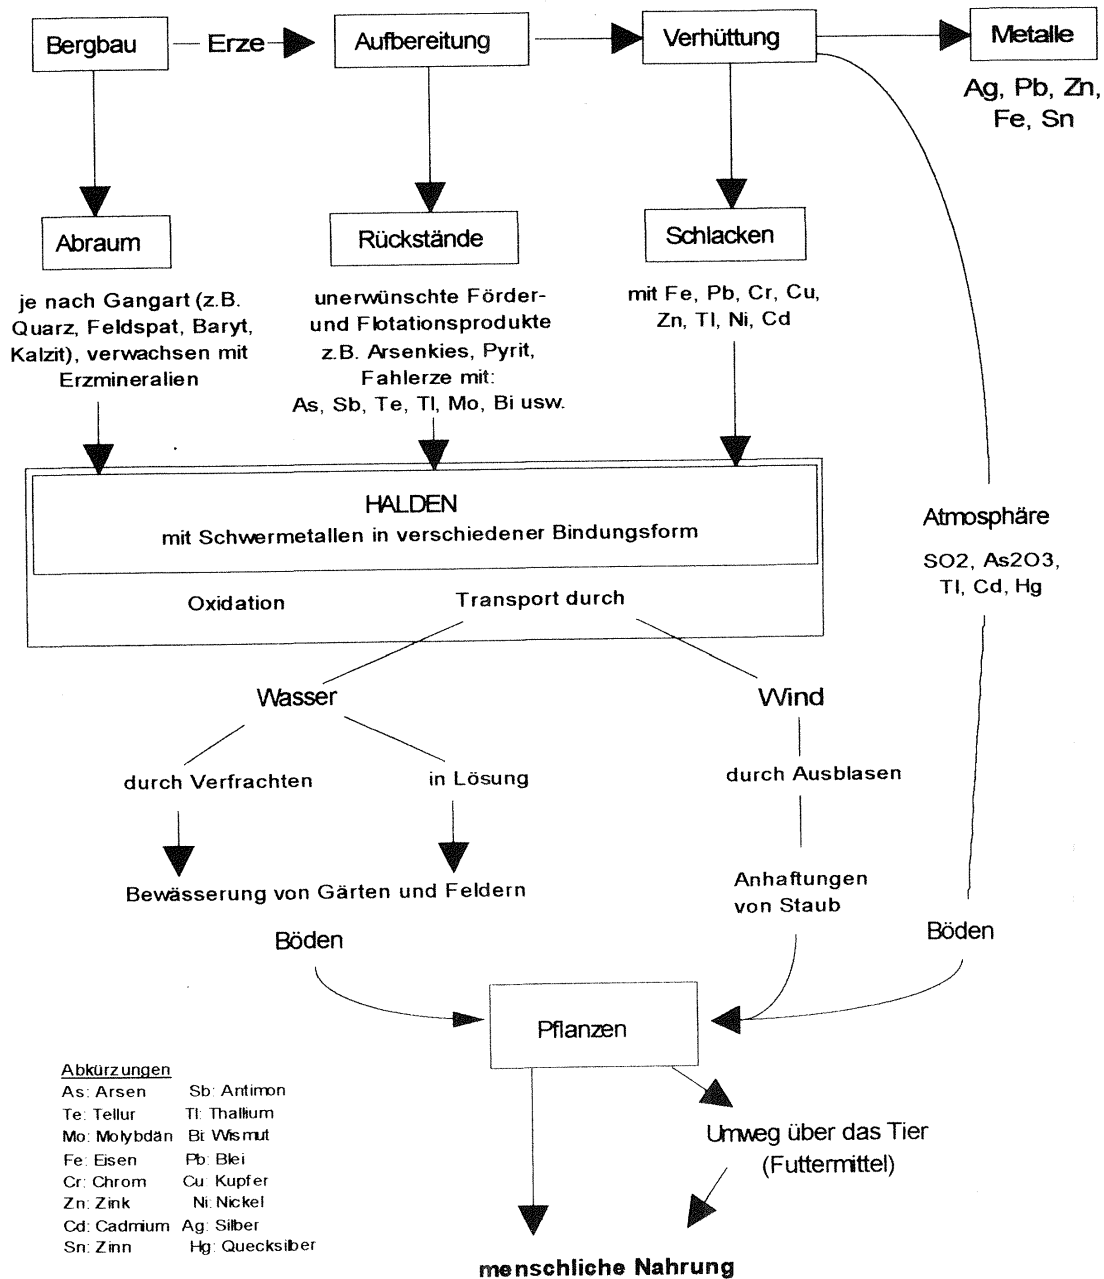 Bergbau
Erze
Aufbereitung
Verhüttung
Metalle
Ag, Pb, Zn,
Fe, Sn
Abraum
Rückstände
Schlacken
je nach Gangart (z.B.
Quarz, Feldspat, Baryt,
Kalzit), verwachsen mit
Erzmineralien
unerwünschte Förder-
und Flotationsprodukte
z.B. Arsenkies, Pyrit,
Fahlerze mit:
As, Sb, Te, Tl, Mo, Bi usw.
mit Fe, Pb, Cr, Cu,
Zn, Tl, Ni, Cd
HALDEN
mit Schwermetallen in verschiedener Bindungsform
Oxidation
Transport durch
Atmosphäre
SO2, As2O3,
Tl, Cd, Hg
Wasser
Wind
durch Verfrachten
in Lösung
durch Ausblasen
Bewässerung von Gärten und Feldern
Anhaftungen
von Staub
Böden
Böden
Pflanzen
Umweg über das Tier
(Futtermittel)
menschliche Nahrung
Abkürzungen
As: Arsen Sb: Antimon
Te: Tellur Tl: Thallium
Mo: Molybdän Bi: Wismut
Fe: Eisen Pb: Blei
Cr: Chrom Cu: Kupfer
Zn: Zink Ni: Nickel
Cd: Cadmium Ag: Silber
Sn: Zinn Hg: Quecksilber